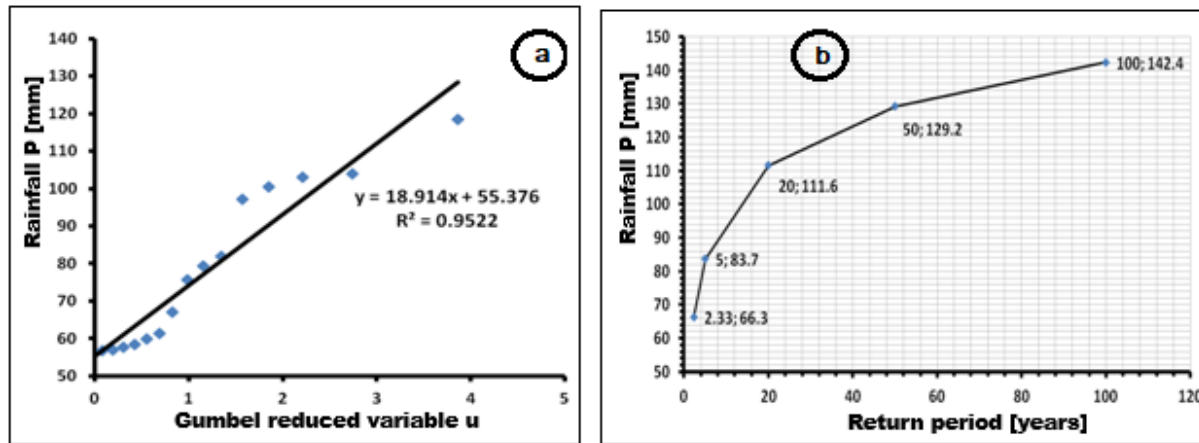 a
Rainfall P [mm]
140
130
120
110
100
90
80
70
60
50
y = 18.914x + 55.376
R² = 0.9522
0 1 2 3 4 5
Gumbel reduced variable u
b
Rainfall P [mm]
150
140
130
120
110
100
90
80
70
60
50
100; 142.4
50; 129.2
20; 111.6
5; 83.7
2.33; 66.3
0 20 40 60 80 100 120
Return period [years]